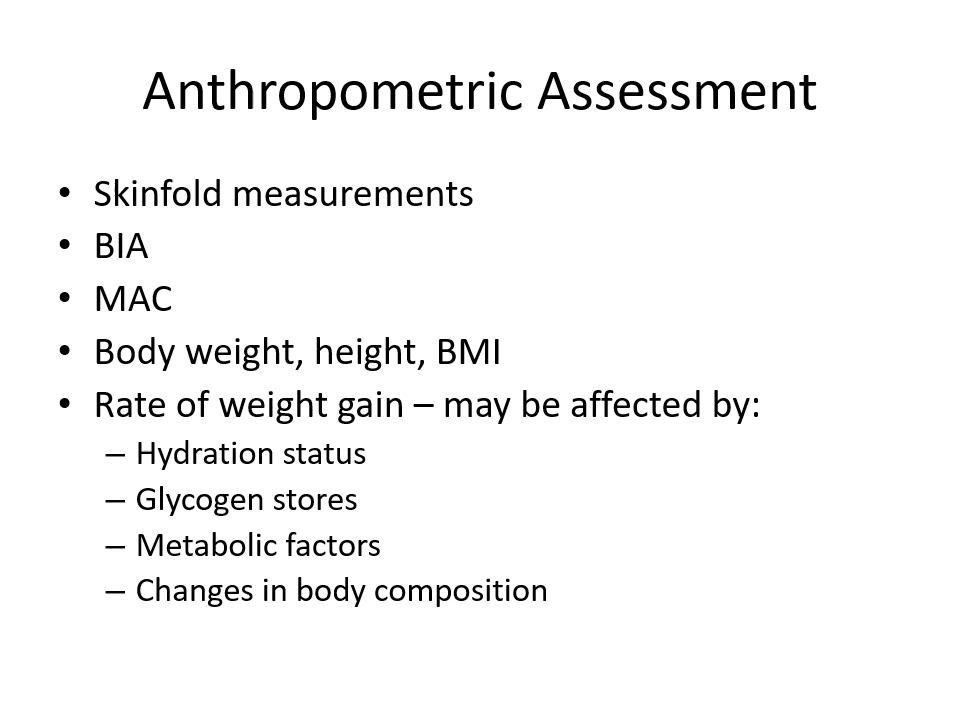 Anthropometric Assessment
• Skinfold measurements
• BIA
• MAC
• Body weight, height, BMI
• Rate of weight gain – may be affected by:
– Hydration status
– Glycogen stores
– Metabolic factors
– Changes in body composition